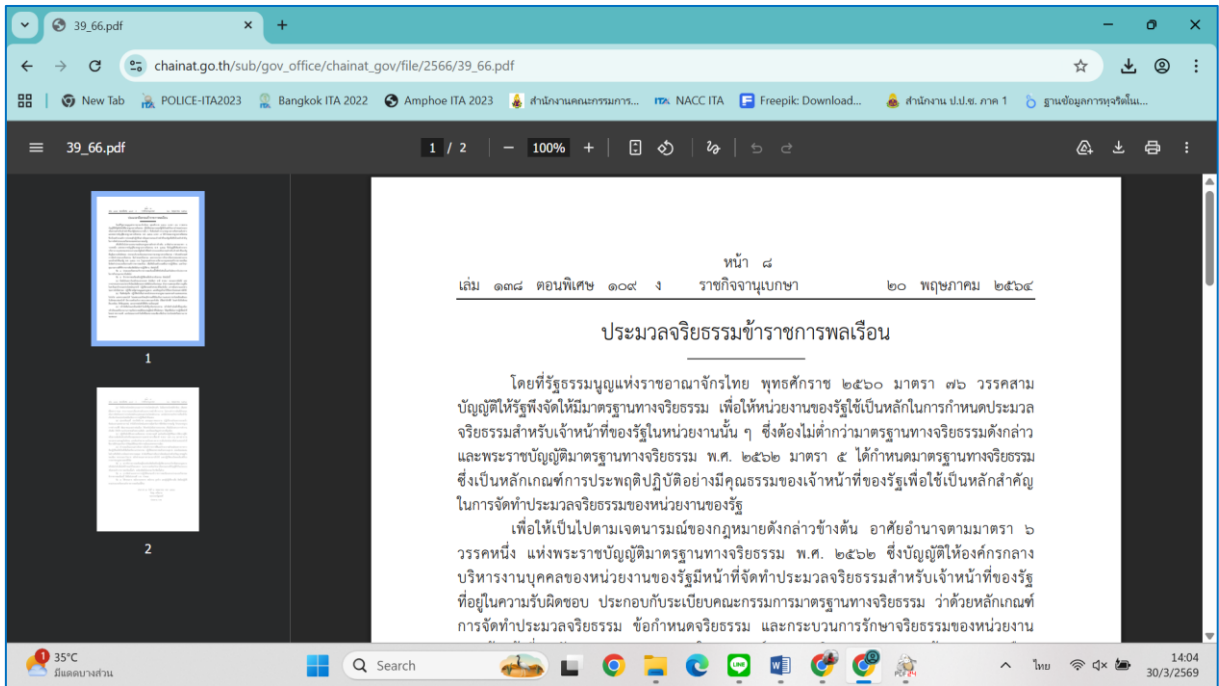 39_66.pdf
chainat.go.th/sub/gov_office/chainat_gov/file/2566/39_66.pdf
New Tab POLICE-ITA2023 Bangkok ITA 2022 Amphoe ITA 2023 สำนักงานคณะกรรมการ... NACC ITA Freepik: Download... สำนักงาน ป.ป.ช. ภาค 1 ฐานข้อมูลการทุจริตใน...
39_66.pdf 1 / 2 100%
1
2
หน้า ๘
เล่ม ๑๓๘ ตอนพิเศษ ๑๐๙ ง ราชกิจจานุเบกษา ๒๐ พฤษภาคม ๒๕๖๔
ประมวลจริยธรรมข้าราชการพลเรือน
โดยที่รัฐธรรมนูญแห่งราชอาณาจักรไทย พุทธศักราช ๒๕๖๐ มาตรา ๗๖ วรรคสาม
บัญญัติให้รัฐพึงจัดให้มีมาตรฐานทางจริยธรรม เพื่อให้หน่วยงานของรัฐใช้เป็นหลักในการกำหนดประมวล
จริยธรรมสำหรับเจ้าหน้าที่ของรัฐในหน่วยงานนั้น ๆ ซึ่งต้องไม่ต่ำกว่ามาตรฐานทางจริยธรรมดังกล่าว
และพระราชบัญญัติมาตรฐานทางจริยธรรม พ.ศ. ๒๕๖๒ มาตรา ๕ ได้กำหนดมาตรฐานทางจริยธรรม
ซึ่งเป็นหลักเกณฑ์การประพฤติปฏิบัติอย่างมีคุณธรรมของเจ้าหน้าที่ของรัฐเพื่อใช้เป็นหลักสำคัญ
ในการจัดทำประมวลจริยธรรมของหน่วยงานของรัฐ
เพื่อให้เป็นไปตามเจตนารมณ์ของกฎหมายดังกล่าวข้างต้น อาศัยอำนาจตามมาตรา ๖
วรรคหนึ่ง แห่งพระราชบัญญัติมาตรฐานทางจริยธรรม พ.ศ. ๒๕๖๒ ซึ่งบัญญัติให้องค์กรกลาง
บริหารงานบุคคลของหน่วยงานของรัฐมีหน้าที่จัดทำประมวลจริยธรรมสำหรับเจ้าหน้าที่ของรัฐ
ที่อยู่ในความรับผิดชอบ ประกอบกับระเบียบคณะกรรมการมาตรฐานทางจริยธรรม ว่าด้วยหลักเกณฑ์
การจัดทำประมวลจริยธรรม ข้อกำหนดจริยธรรม และกระบวนการรักษาจริยธรรมของหน่วยงาน
1 35°C
มีแดดบางส่วน
Search
ไทย
14:04
30/3/2569